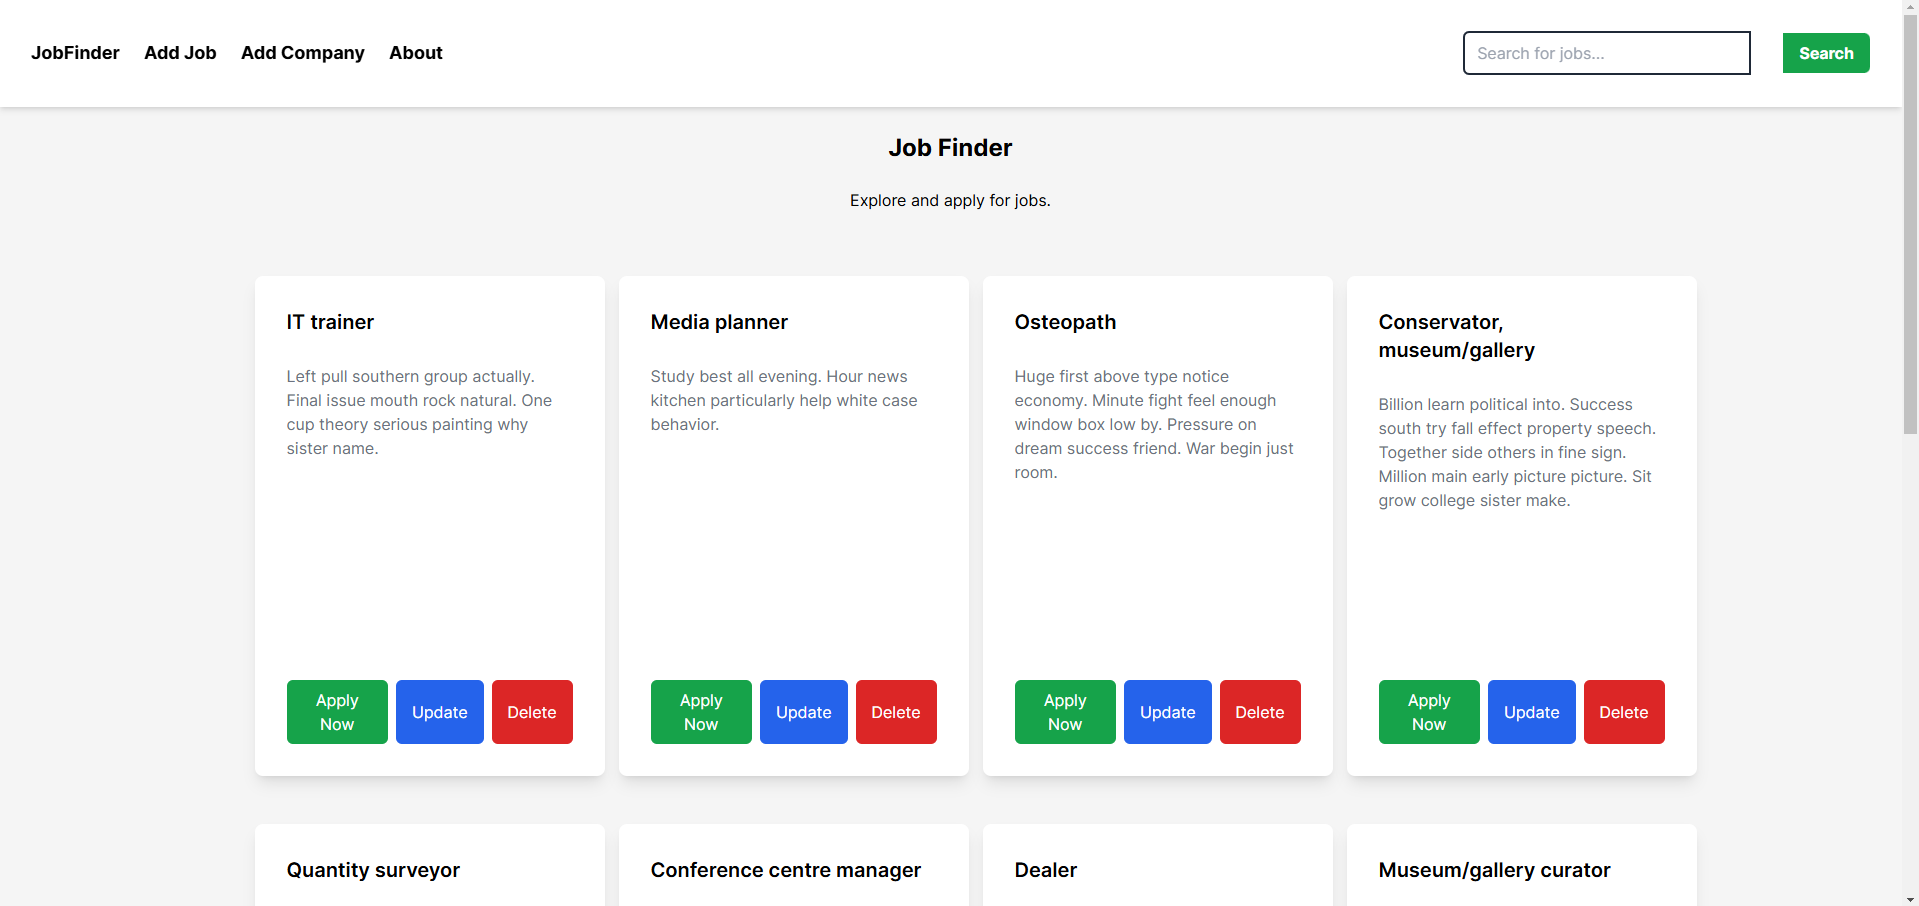 JobFinder Add Job Add Company About
Search for jobs...
Search
Job Finder
Explore and apply for jobs.
IT trainer
Left pull southern group actually.
Final issue mouth rock natural. One
cup theory serious painting why
sister name.
Apply
Now
Update
Delete
Media planner
Study best all evening. Hour news
kitchen particularly help white case
behavior.
Apply
Now
Update
Delete
Osteopath
Huge first above type notice
economy. Minute fight feel enough
window box low by. Pressure on
dream success friend. War begin just
room.
Apply
Now
Update
Delete
Conservator,
museum/gallery
Billion learn political into. Success
south try fall effect property speech.
Together side others in fine sign.
Million main early picture picture. Sit
grow college sister make.
Apply
Now
Update
Delete
Quantity surveyor
Conference centre manager
Dealer
Museum/gallery curator